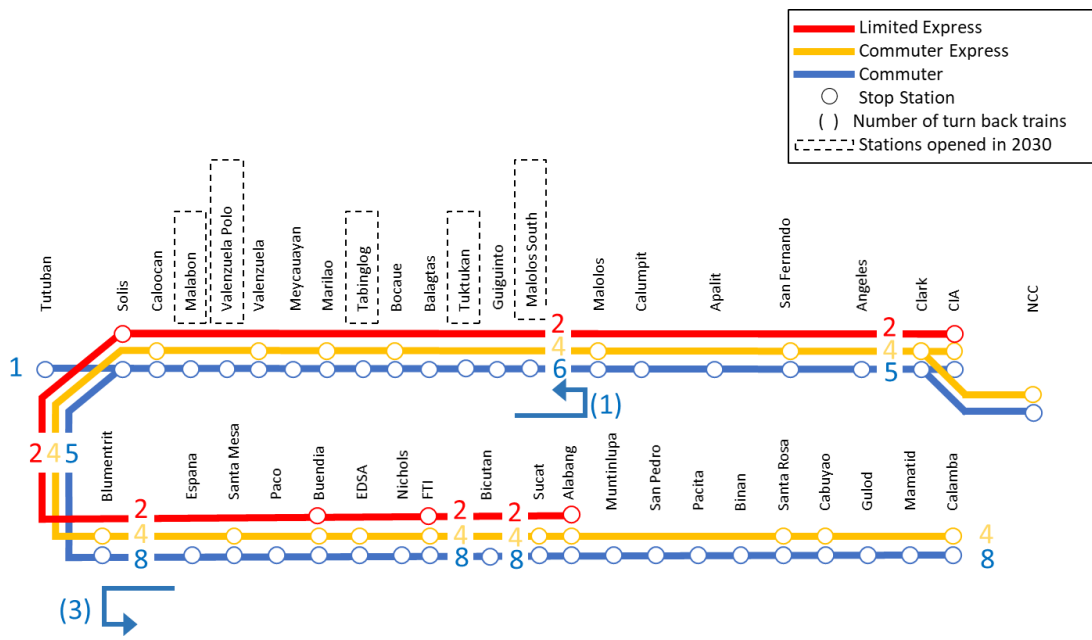 Limited Express
Commuter Express
Commuter
Stop Station
( ) Number of turn back trains
Stations opened in 2030
Tutuban
Solis
Caloocan
Malabon
Valenzuela Polo
Valenzuela
Meycauayan
Marilao
Tabinglog
Bocaue
Balagtas
Tuktukan
Guiguinto
Malolos South
Malolos
Calumpit
Apalit
San Fernando
Angeles
Clark
CIA
NCC
2 2
4 4
1 6 5
(1)
2 4 5
Blumentrit
Espana
Santa Mesa
Paco
Buendia
EDSA
Nichols
FTI
Bicutan
Sucat
Alabang
Muntinlupa
San Pedro
Pacita
Binan
Santa Rosa
Cabuyao
Gulod
Mamatid
Calamba
2 2 2
4 4 4 4
8 8 8 8
(3)